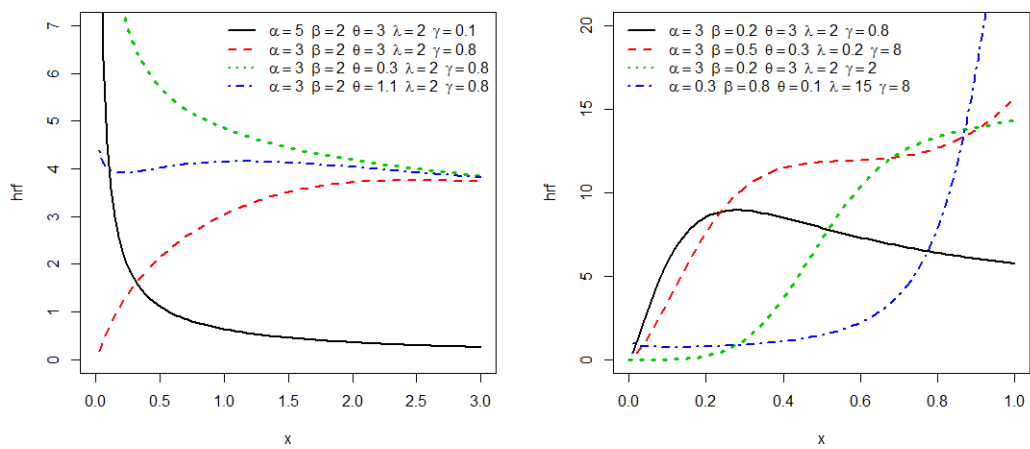 α = 5 β = 2 θ = 3 λ = 2 γ = 0.1
α = 3 β = 2 θ = 3 λ = 2 γ = 0.8
α = 3 β = 2 θ = 0.3 λ = 2 γ = 0.8
α = 3 β = 2 θ = 1.1 λ = 2 γ = 0.8
7
6
5
4
3
2
1
0
hrf
0.0 0.5 1.0 1.5 2.0 2.5 3.0
x
α = 3 β = 0.2 θ = 3 λ = 2 γ = 0.8
α = 3 β = 0.5 θ = 0.3 λ = 0.2 γ = 8
α = 3 β = 0.2 θ = 3 λ = 2 γ = 2
α = 0.3 β = 0.8 θ = 0.1 λ = 15 γ = 8
20
15
10
5
0
hrf
0.0 0.2 0.4 0.6 0.8 1.0
x